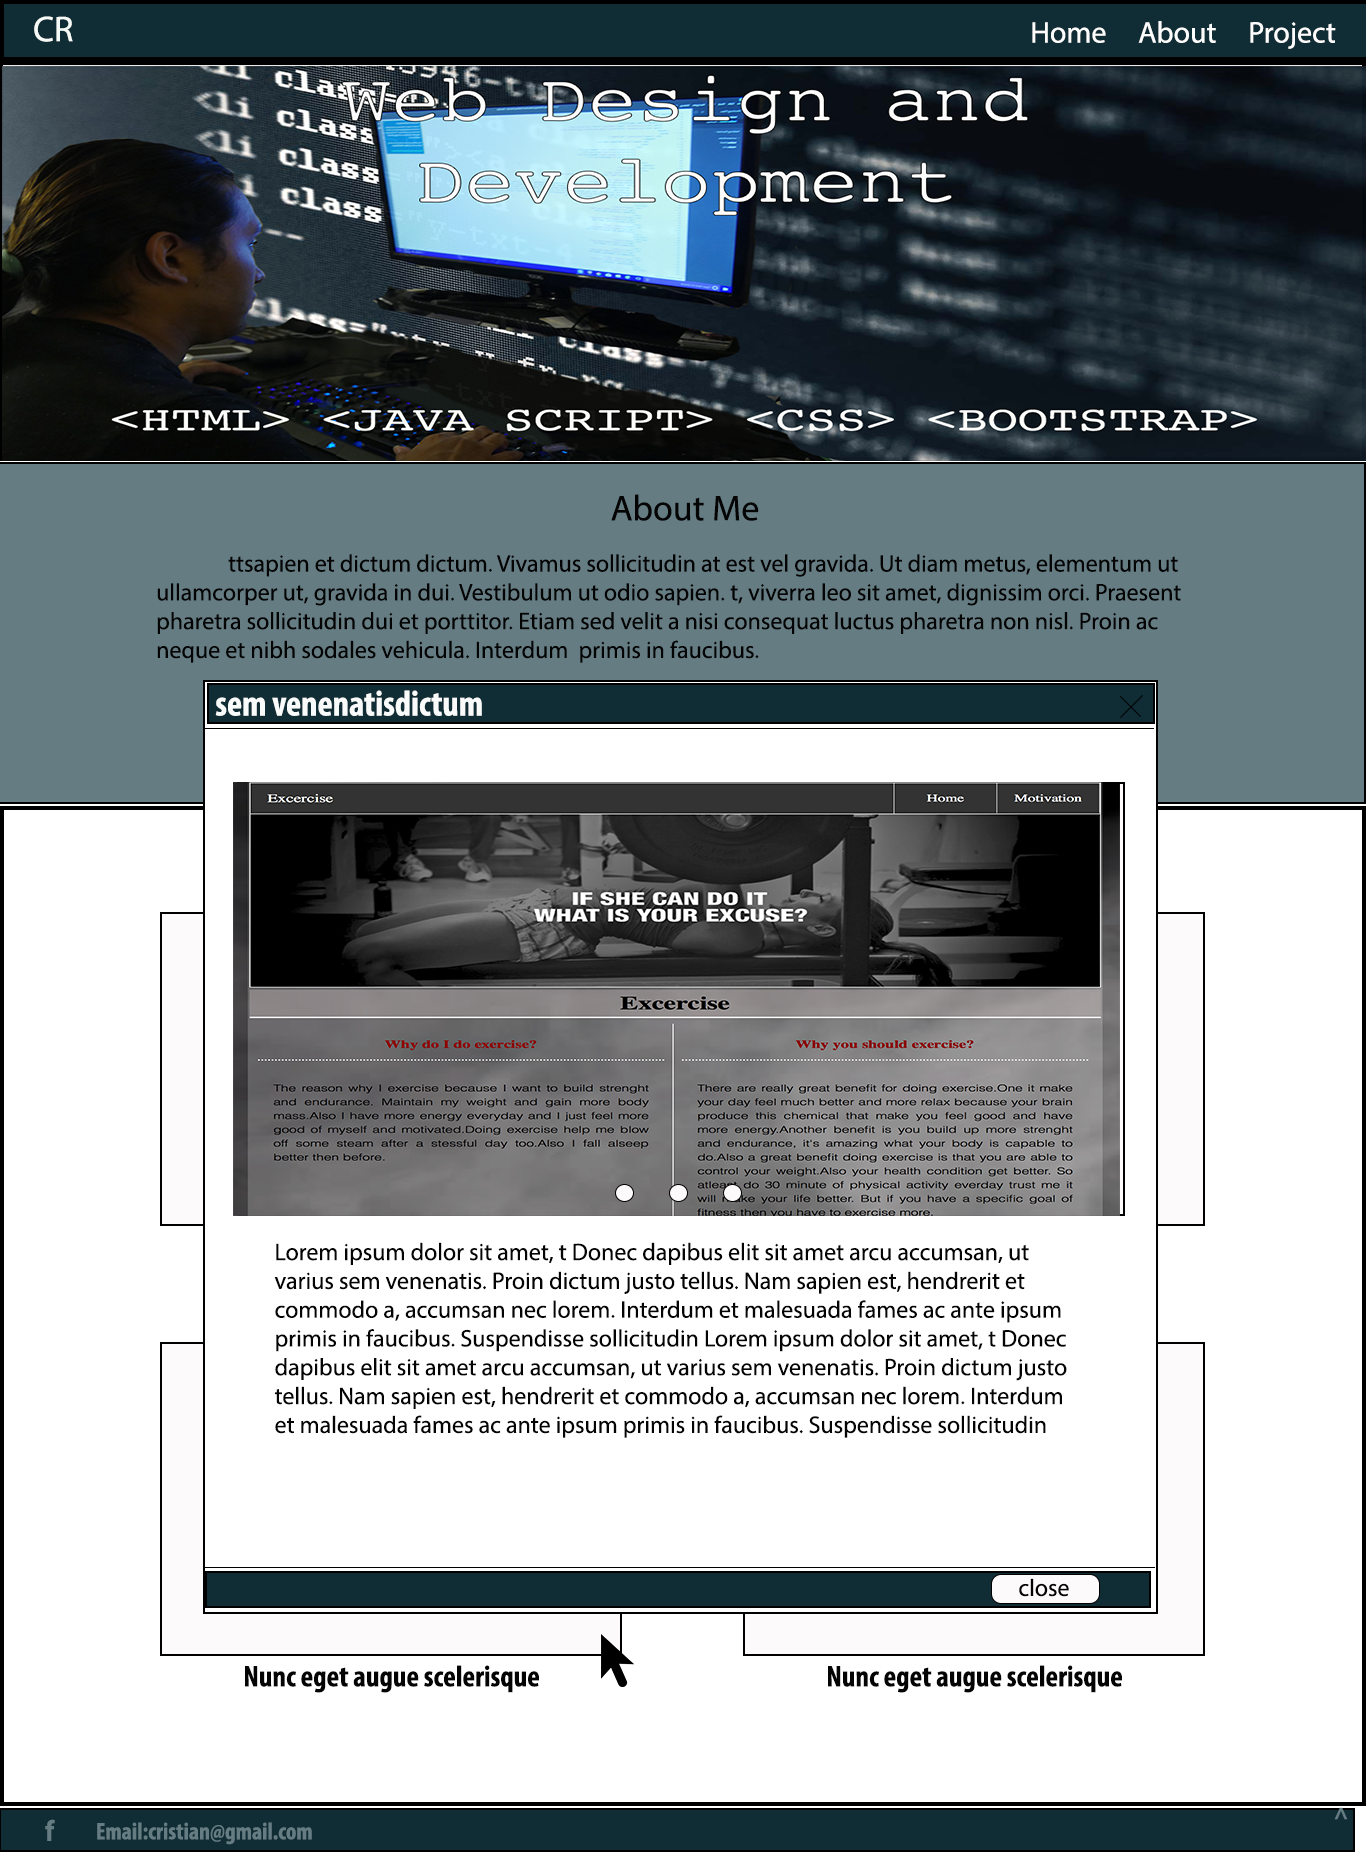 CR
Home About Project
Web Design and
Development
<li class=
<li class
<li class
<li class
class="
<HTML> <JAVA SCRIPT> <CSS> <BOOTSTRAP>
About Me
ttsapien et dictum dictum. Vivamus sollicitudin at est vel gravida. Ut diam metus, elementum ut
ullamcorper ut, gravida in dui. Vestibulum ut odio sapien. t, viverra leo sit amet, dignissim orci. Praesent
pharetra sollicitudin dui et porttitor. Etiam sed velit a nisi consequat luctus pharetra non nisl. Proin ac
neque et nibh sodales vehicula. Interdum primis in faucibus.
sem venenatisdictum
Excercise Home Motivation
IF SHE CAN DO IT
WHAT IS YOUR EXCUSE?
Excercise
Why do I do exercise?
The reason why I exercise because I want to build strenght
and endurance. Maintain my weight and gain more body
mass.Also I have more energy everyday and I just feel more
good of myself and motivated.Doing exercise help me blow
off some steam after a stessful day too.Also I fall alseep
better then before.
Why you should exercise?
There are really great benefit for doing exercise.One it make
your day feel much better and more relax because your brain
produce this chemical that make you feel good and have
more energy.Another benefit is you build up more strenght
and endurance, it's amazing what your body is capable to
do.Also a great benefit doing exercise is that you are able to
control your weight.Also your health condition get better. So
atleast do 30 minute of physical activity everday trust me it
will make your life better. But if you have a specific goal of
fitness then you have to exercise more.
Lorem ipsum dolor sit amet, t Donec dapibus elit sit amet arcu accumsan, ut
varius sem venenatis. Proin dictum justo tellus. Nam sapien est, hendrerit et
commodo a, accumsan nec lorem. Interdum et malesuada fames ac ante ipsum
primis in faucibus. Suspendisse sollicitudin Lorem ipsum dolor sit amet, t Donec
dapibus elit sit amet arcu accumsan, ut varius sem venenatis. Proin dictum justo
tellus. Nam sapien est, hendrerit et commodo a, accumsan nec lorem. Interdum
et malesuada fames ac ante ipsum primis in faucibus. Suspendisse sollicitudin
close
Nunc eget augue scelerisque
Nunc eget augue scelerisque
f Email:cristian@gmail.com